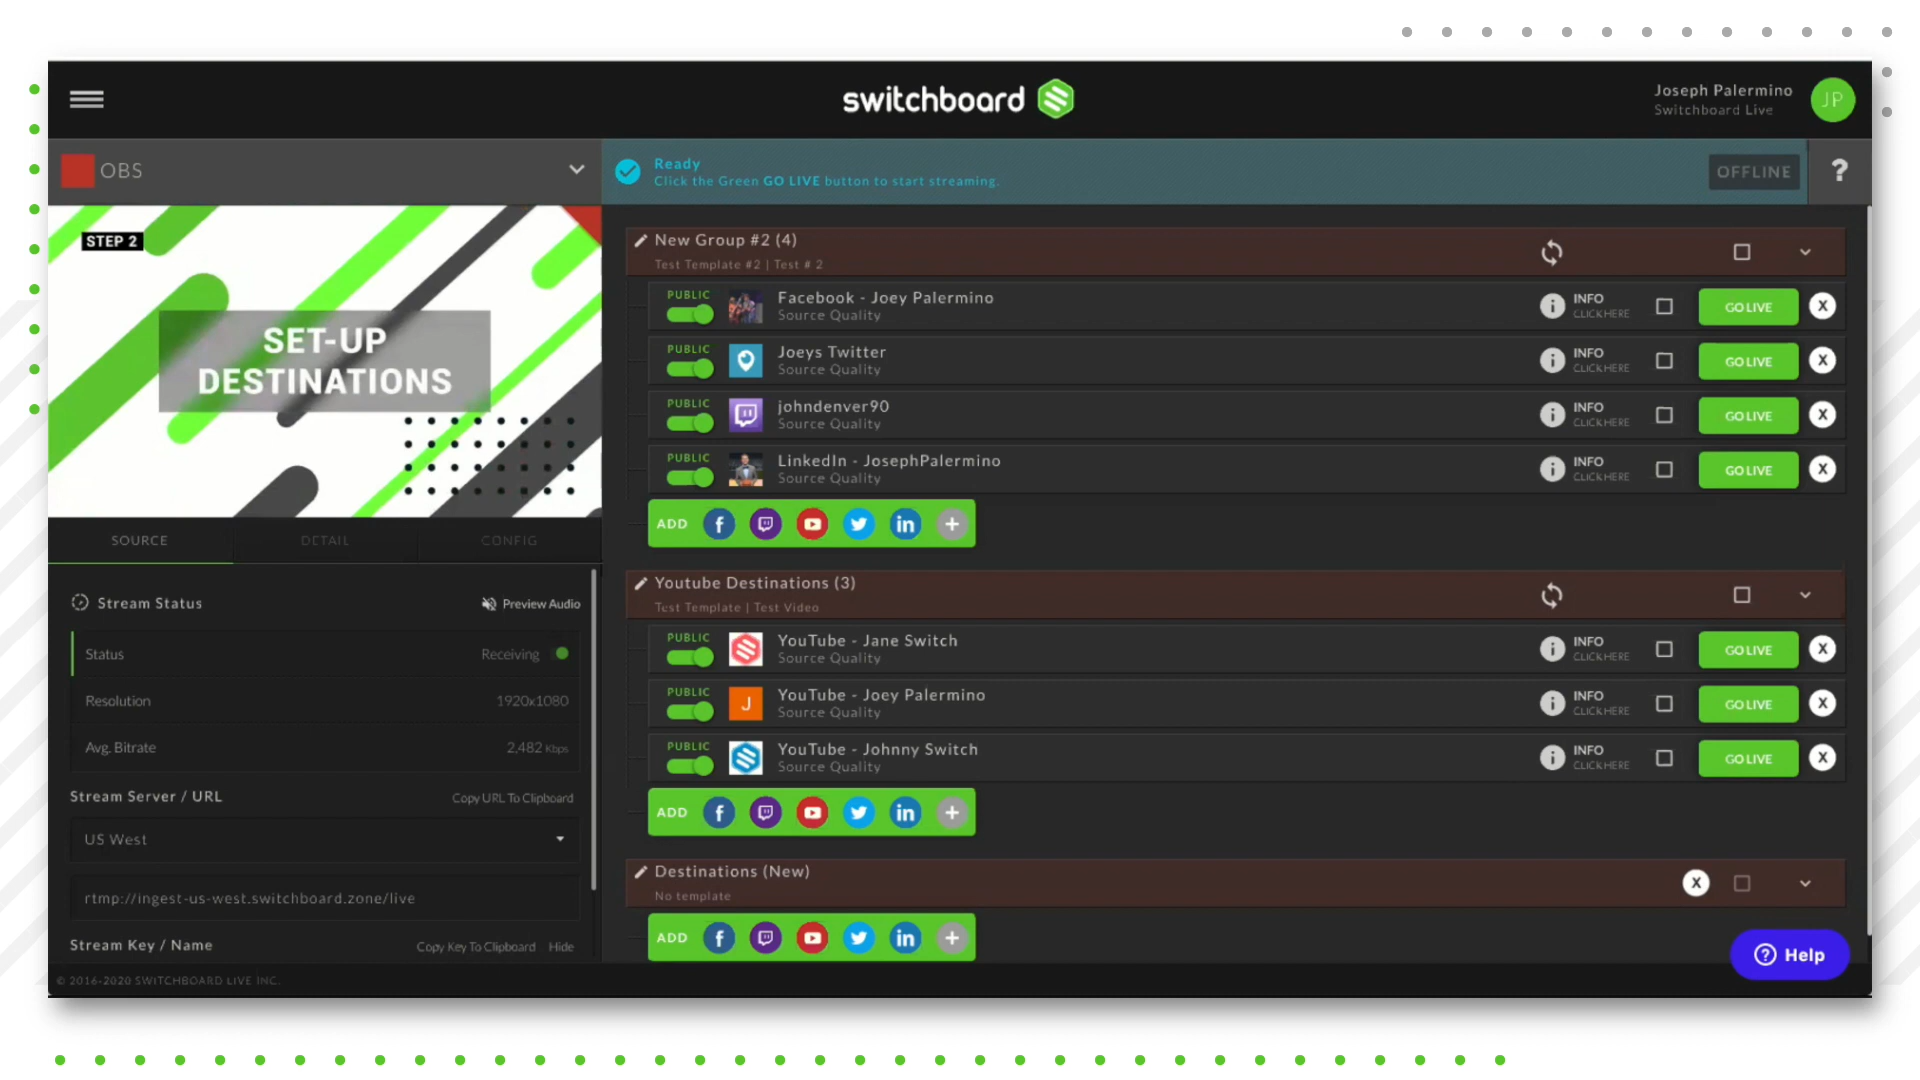 switchboard
Joseph Palermino
Switchboard Live
JP
OBS
Ready
Click the Green GO LIVE button to start streaming.
OFFLINE
?
STEP 2
SET-UP
DESTINATIONS
SOURCE
DETAIL
CONFIG
Stream Status
Preview Audio
Status
Receiving
Resolution
1920x1080
Avg. Bitrate
2,482 Kbps
Stream Server / URL
Copy URL To Clipboard
US West
rtmp://ingest-us-west.switchboard.zone/live
Stream Key / Name
Copy Key To Clipboard
Hide
© 2016-2020 SWITCHBOARD LIVE INC.
New Group #2 (4)
Test Template #2 | Test # 2
PUBLIC
Facebook - Joey Palermino
Source Quality
INFO
CLICK HERE
GO LIVE
X
PUBLIC
Joeys Twitter
Source Quality
INFO
CLICK HERE
GO LIVE
X
PUBLIC
johndenver90
Source Quality
INFO
CLICK HERE
GO LIVE
X
PUBLIC
LinkedIn - JosephPalermino
Source Quality
INFO
CLICK HERE
GO LIVE
X
ADD
Youtube Destinations (3)
Test Template | Test Video
PUBLIC
YouTube - Jane Switch
Source Quality
INFO
CLICK HERE
GO LIVE
X
PUBLIC
J
YouTube - Joey Palermino
Source Quality
INFO
CLICK HERE
GO LIVE
X
PUBLIC
YouTube - Johnny Switch
Source Quality
INFO
CLICK HERE
GO LIVE
X
ADD
Destinations (New)
No template
X
ADD
Help